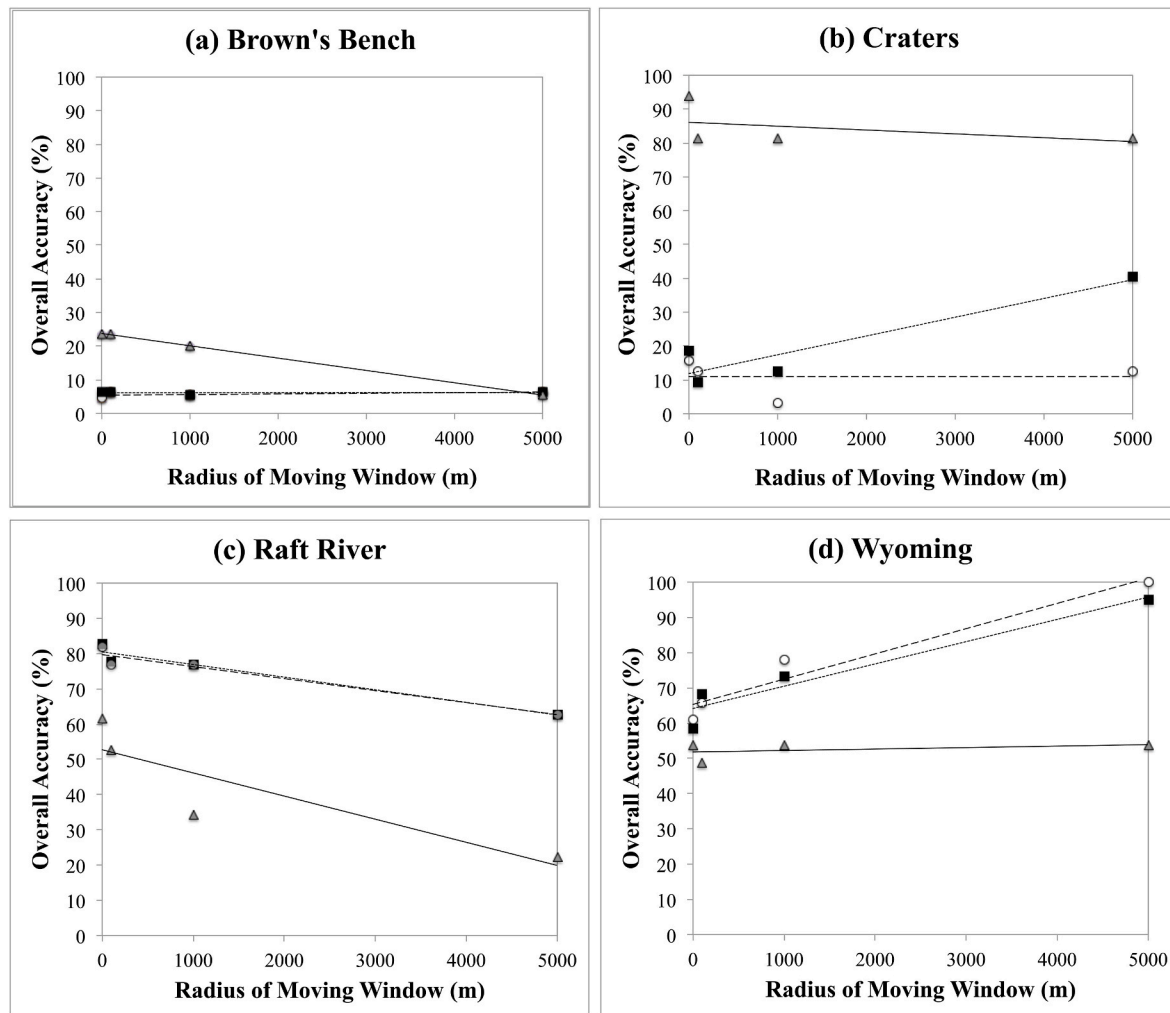 (a) Brown's Bench
Overall Accuracy (%)
100
90
80
70
60
50
40
30
20
10
0
0 1000 2000 3000 4000 5000
Radius of Moving Window (m)
(b) Craters
Overall Accuracy (%)
100
90
80
70
60
50
40
30
20
10
0
0 1000 2000 3000 4000 5000
Radius of Moving Window (m)
(c) Raft River
Overall Accuracy (%)
100
90
80
70
60
50
40
30
20
10
0
0 1000 2000 3000 4000 5000
Radius of Moving Window (m)
(d) Wyoming
Overall Accuracy (%)
100
90
80
70
60
50
40
30
20
10
0
0 1000 2000 3000 4000 5000
Radius of Moving Window (m)